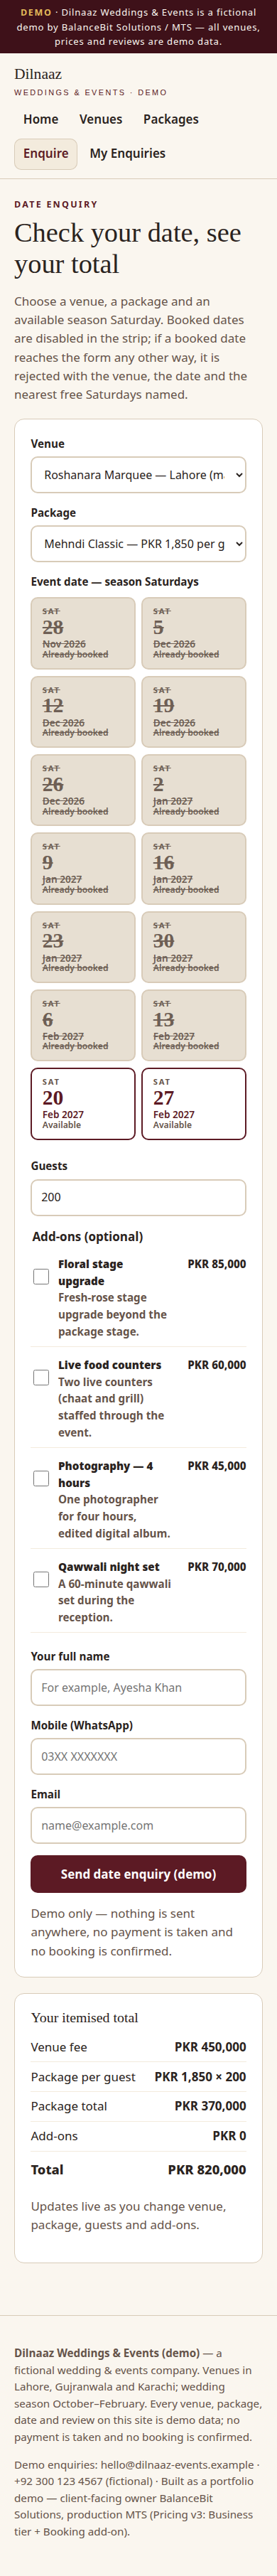 DEMO · Dilnaaz Weddings & Events is a fictional
demo by BalanceBit Solutions / MTS — all venues,
prices and reviews are demo data.
Dilnaaz
WEDDINGS & EVENTS · DEMO
Home Venues Packages
Enquire My Enquiries
DATE ENQUIRY
Check your date, see
your total
Choose a venue, a package and an
available season Saturday. Booked dates
are disabled in the strip; if a booked date
reaches the form any other way, it is
rejected with the venue, the date and the
nearest free Saturdays named.
Venue
Roshanara Marquee — Lahore (m
Package
Mehndi Classic — PKR 1,850 per g
Event date — season Saturdays
SAT
28
Nov 2026
Already booked
SAT
5
Dec 2026
Already booked
SAT
12
Dec 2026
Already booked
SAT
19
Dec 2026
Already booked
SAT
26
Dec 2026
Already booked
SAT
2
Jan 2027
Already booked
SAT
9
Jan 2027
Already booked
SAT
16
Jan 2027
Already booked
SAT
23
Jan 2027
Already booked
SAT
30
Jan 2027
Already booked
SAT
6
Feb 2027
Already booked
SAT
13
Feb 2027
Already booked
SAT
20
Feb 2027
Available
SAT
27
Feb 2027
Available
Guests
200
Add-ons (optional)
Floral stage PKR 85,000
upgrade
Fresh-rose stage
upgrade beyond the
package stage.
Live food counters PKR 60,000
Two live counters
(chaat and grill)
staffed through the
event.
Photography — 4 PKR 45,000
hours
One photographer
for four hours,
edited digital album.
Qawwali night set PKR 70,000
A 60-minute qawwali
set during the
reception.
Your full name
For example, Ayesha Khan
Mobile (WhatsApp)
03XX XXXXXXX
Email
name@example.com
Send date enquiry (demo)
Demo only — nothing is sent
anywhere, no payment is taken and
no booking is confirmed.
Your itemised total
Venue fee PKR 450,000
Package per guest PKR 1,850 × 200
Package total PKR 370,000
Add-ons PKR 0
Total PKR 820,000
Updates live as you change venue,
package, guests and add-ons.
Dilnaaz Weddings & Events (demo) — a
fictional wedding & events company. Venues in
Lahore, Gujranwala and Karachi; wedding
season October–February. Every venue, package,
date and review on this site is demo data; no
payment is taken and no booking is confirmed.
Demo enquiries: hello@dilnaaz-events.example ·
+92 300 123 4567 (fictional) · Built as a portfolio
demo — client-facing owner BalanceBit
Solutions, production MTS (Pricing v3: Business
tier + Booking add-on).